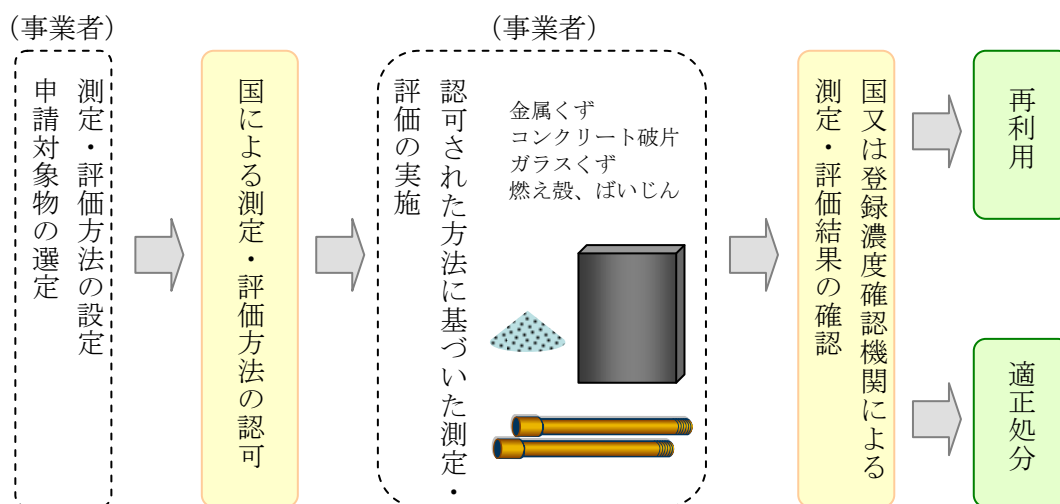 （事業者）
測定・評価方法の設定
申請対象物の選定
国による測定・評価方法の認可
（事業者）
認可された方法に基づいた測定・
評価の実施
金属くず
コンクリート破片
ガラスくず
燃え殻、ばいじん
国又は登録濃度確認機関による
測定・評価結果の確認
再利用
適正処分